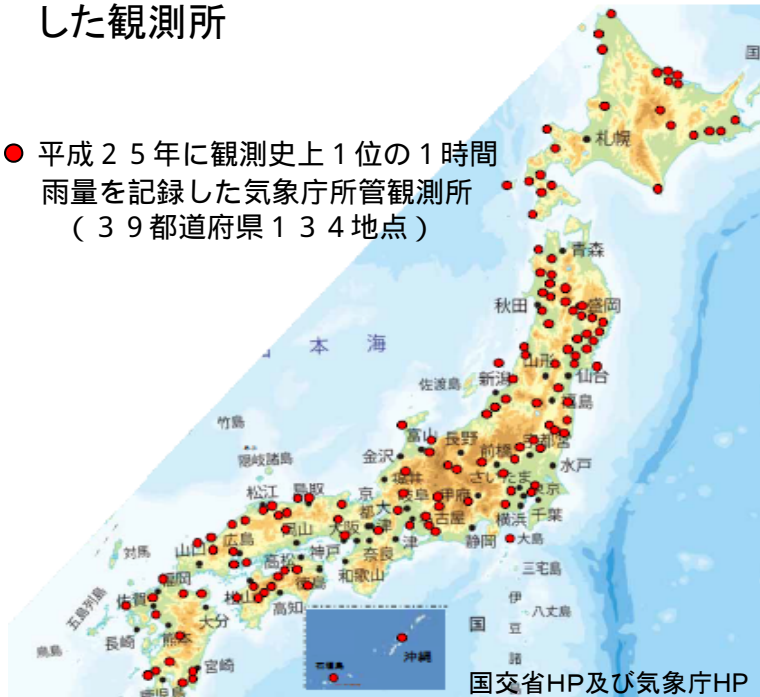 した観測所
● 平成２５年に観測史上１位の１時間
雨量を記録した気象庁所管観測所
（３９都道府県１３４地点）
国
札幌
青森
秋田
盛岡
本 海
山形
仙台
佐渡島
新潟
福島
竹島
富山
長野
前橋
宇都宮
金沢
水戸
隠岐諸島
福井
さいたま
松江
鳥取
京都
岐阜
甲府
東京
千葉
横浜
岡山
大阪
大津
名古屋
静岡
大島
対馬
山口
広島
高松
神戸
奈良
津
三宅島
和歌山
福岡
徳島
佐賀
松山
高知
伊
豆
諸
八丈島
五島列島
大分
長崎
熊本
宮崎
鹿児島
沖縄
石垣島
国
国交省HP及び気象庁HP